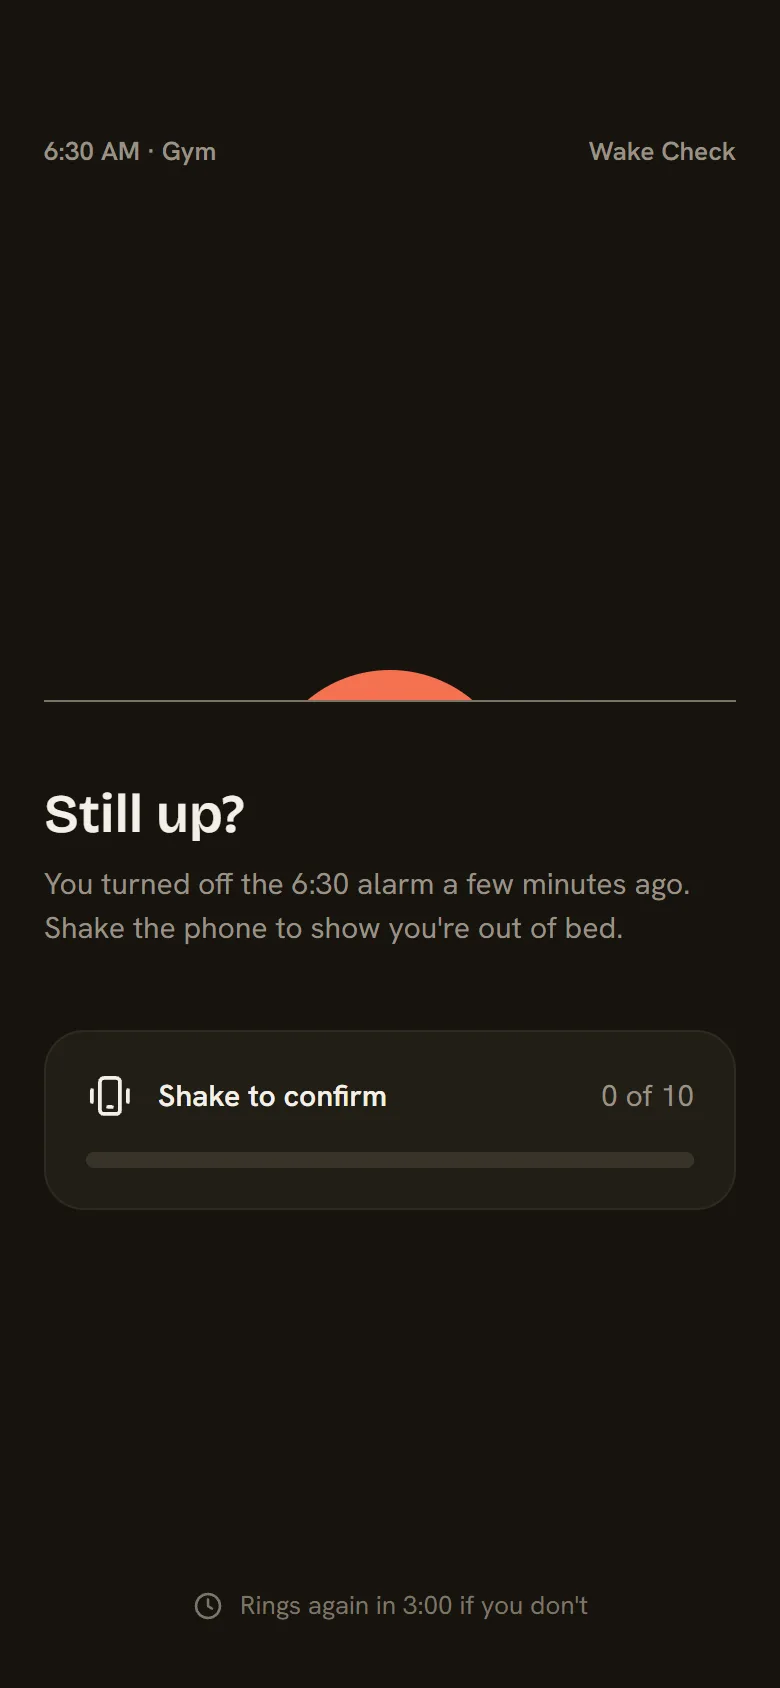 6:30 AM · Gym
Wake Check
Still up?
You turned off the 6:30 alarm a few minutes ago.
Shake the phone to show you're out of bed.
Shake to confirm
0 of 10
Rings again in 3:00 if you don't